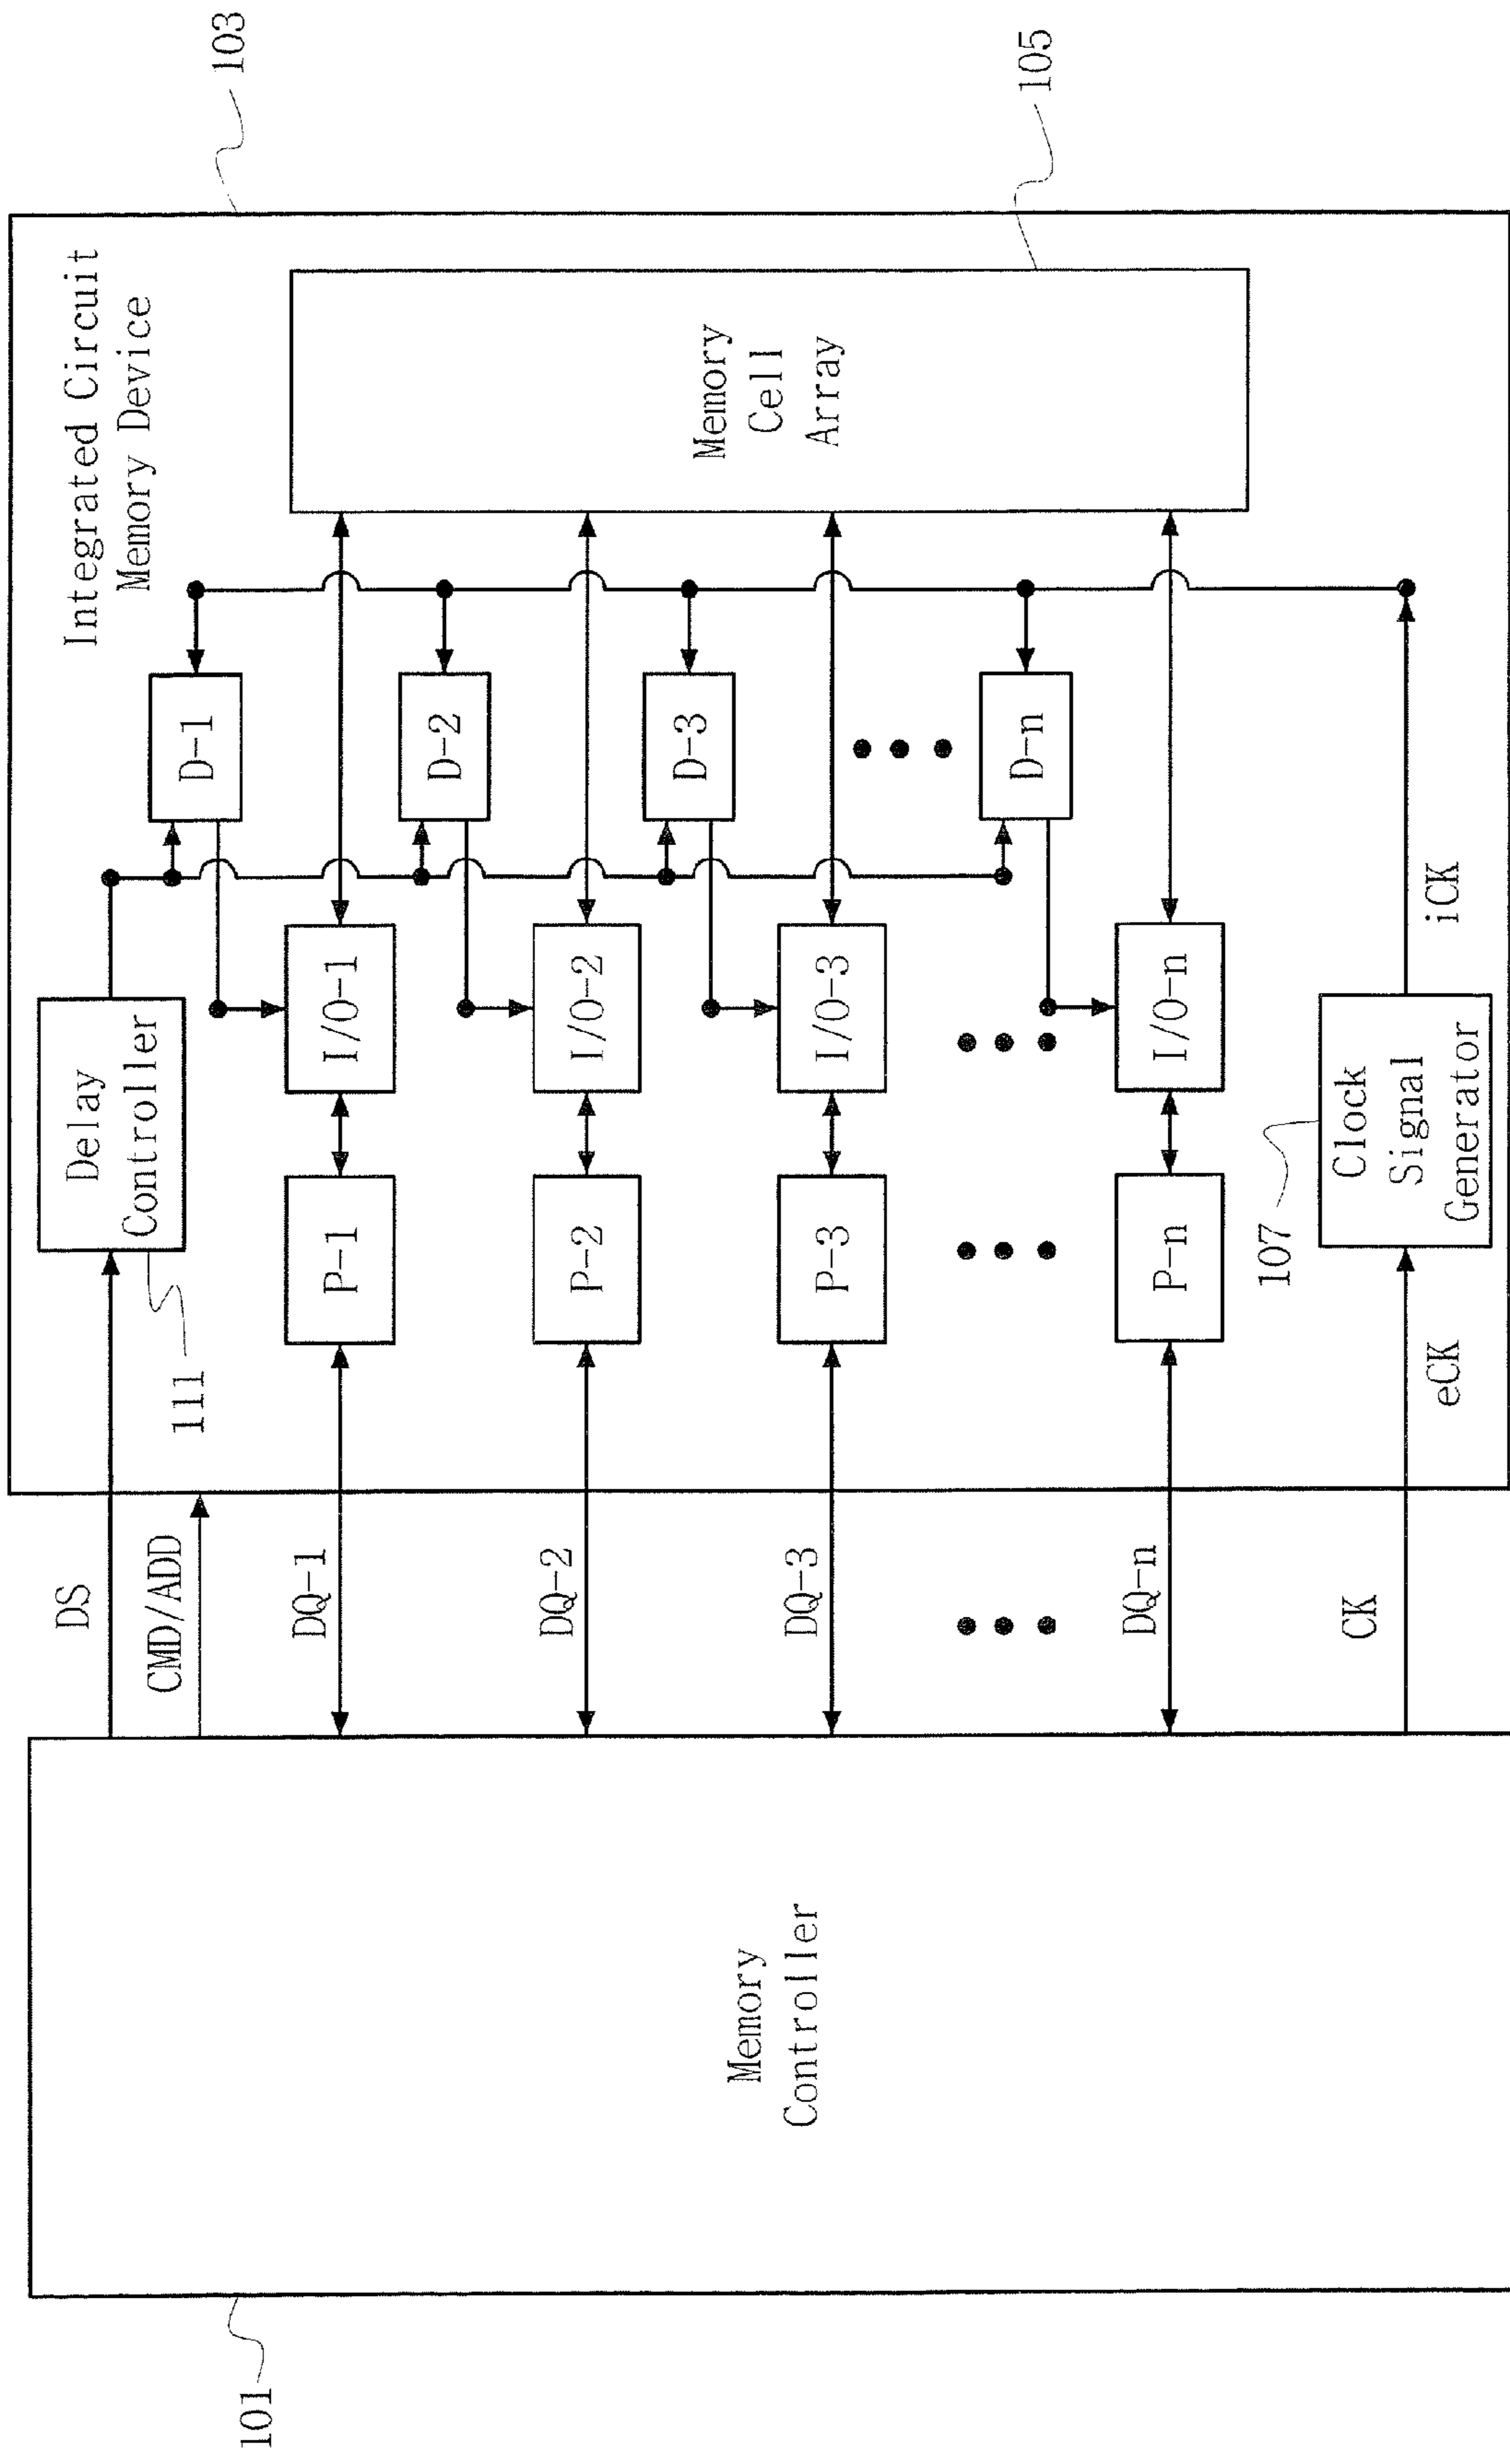 103
105
Integrated Circuit
Memory Device
Memory
Cell
Array
D-1
D-2
D-3
D-n
Delay
Controller
111
I/O-1
I/O-2
I/O-3
I/O-n
P-1
P-2
P-3
P-n
iCK
107
Clock
Signal
Generator
eCK
DS
CMD/ADD
DQ-1
DQ-2
DQ-3
DQ-n
CK
Memory
Controller
101